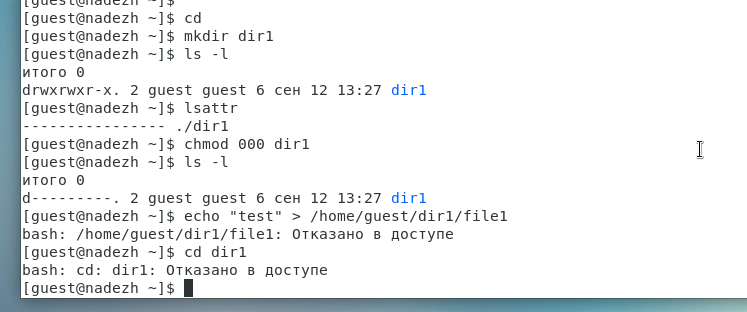 [guest@nadezh ~]$
[guest@nadezh ~]$ cd
[guest@nadezh ~]$ mkdir dir1
[guest@nadezh ~]$ ls -l
итого 0
drwxrwxr-x. 2 guest guest 6 сен 12 13:27 dir1
[guest@nadezh ~]$ lsattr
---------------- ./dir1
[guest@nadezh ~]$ chmod 000 dir1
[guest@nadezh ~]$ ls -l
итого 0
d---------. 2 guest guest 6 сен 12 13:27 dir1
[guest@nadezh ~]$ echo "test" > /home/guest/dir1/file1
bash: /home/guest/dir1/file1: Отказано в доступе
[guest@nadezh ~]$ cd dir1
bash: cd: dir1: Отказано в доступе
[guest@nadezh ~]$